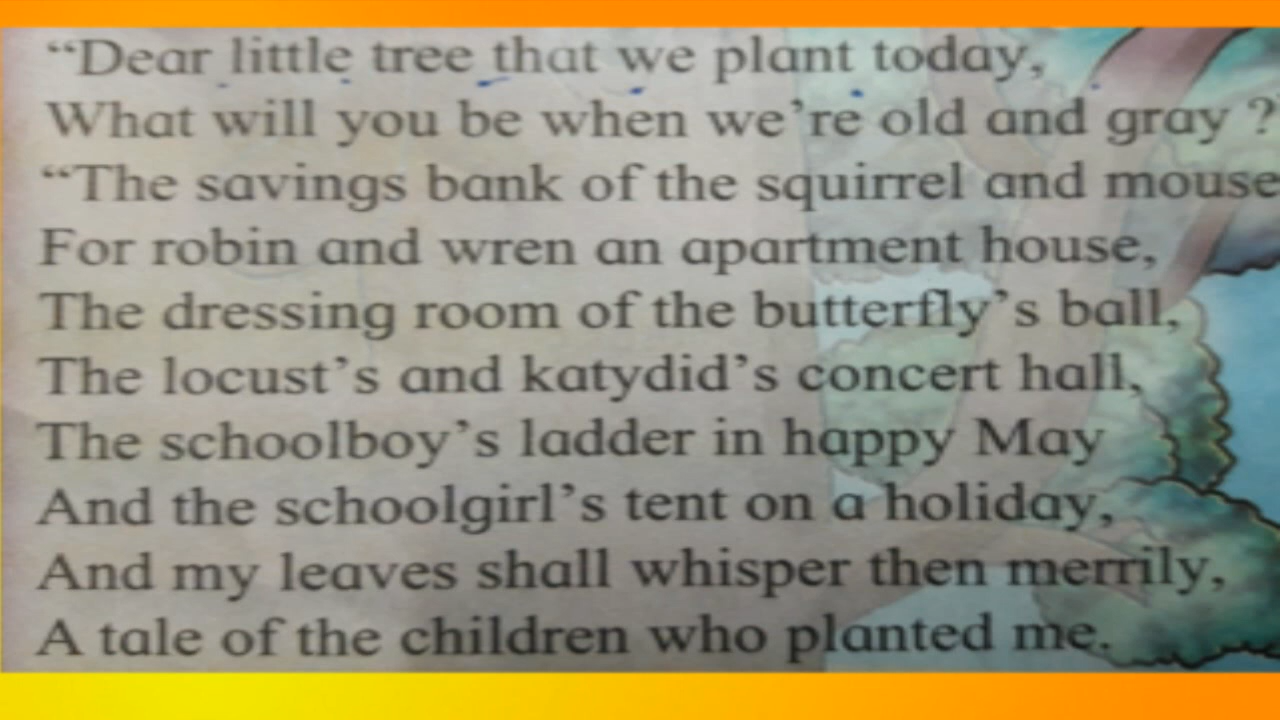 “Dear little tree that we plant today,
What will you be when we’re old and gray ?
“The savings bank of the squirrel and mouse
For robin and wren an apartment house,
The dressing room of the butterfly’s ball,
The locust’s and katydid’s concert hall,
The schoolboy’s ladder in happy May
And the schoolgirl’s tent on a holiday,
And my leaves shall whisper then merrily,
A tale of the children who planted me.